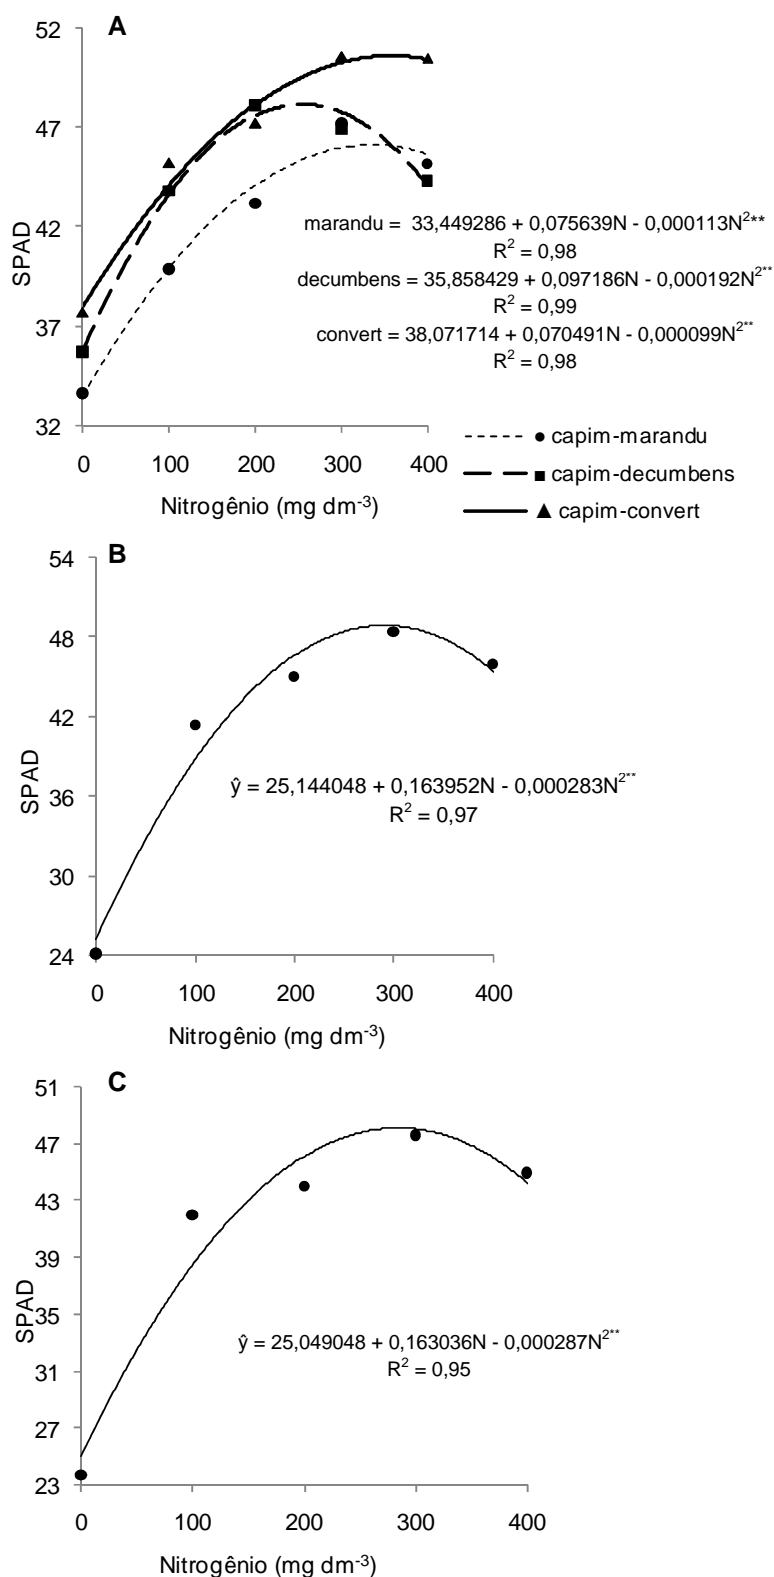 A
52
47
42
37
32
SPAD
marandu = 33,449286 + 0,075639N - 0,000113N²**
R² = 0,98
decumbens = 35,858429 + 0,097186N - 0,000192N²**
R² = 0,99
convert = 38,071714 + 0,070491N - 0,000099N²**
R² = 0,98
0 100 200 300 400
Nitrogênio (mg dm⁻³)
capim-marandu
capim-decumbens
capim-convert
B
54
48
42
36
30
24
SPAD
ŷ = 25,144048 + 0,163952N - 0,000283N²**
R² = 0,97
0 100 200 300 400
Nitrogênio (mg dm⁻³)
C
51
47
43
39
35
31
27
23
SPAD
ŷ = 25,049048 + 0,163036N - 0,000287N²**
R² = 0,95
0 100 200 300 400
Nitrogênio (mg dm⁻³)